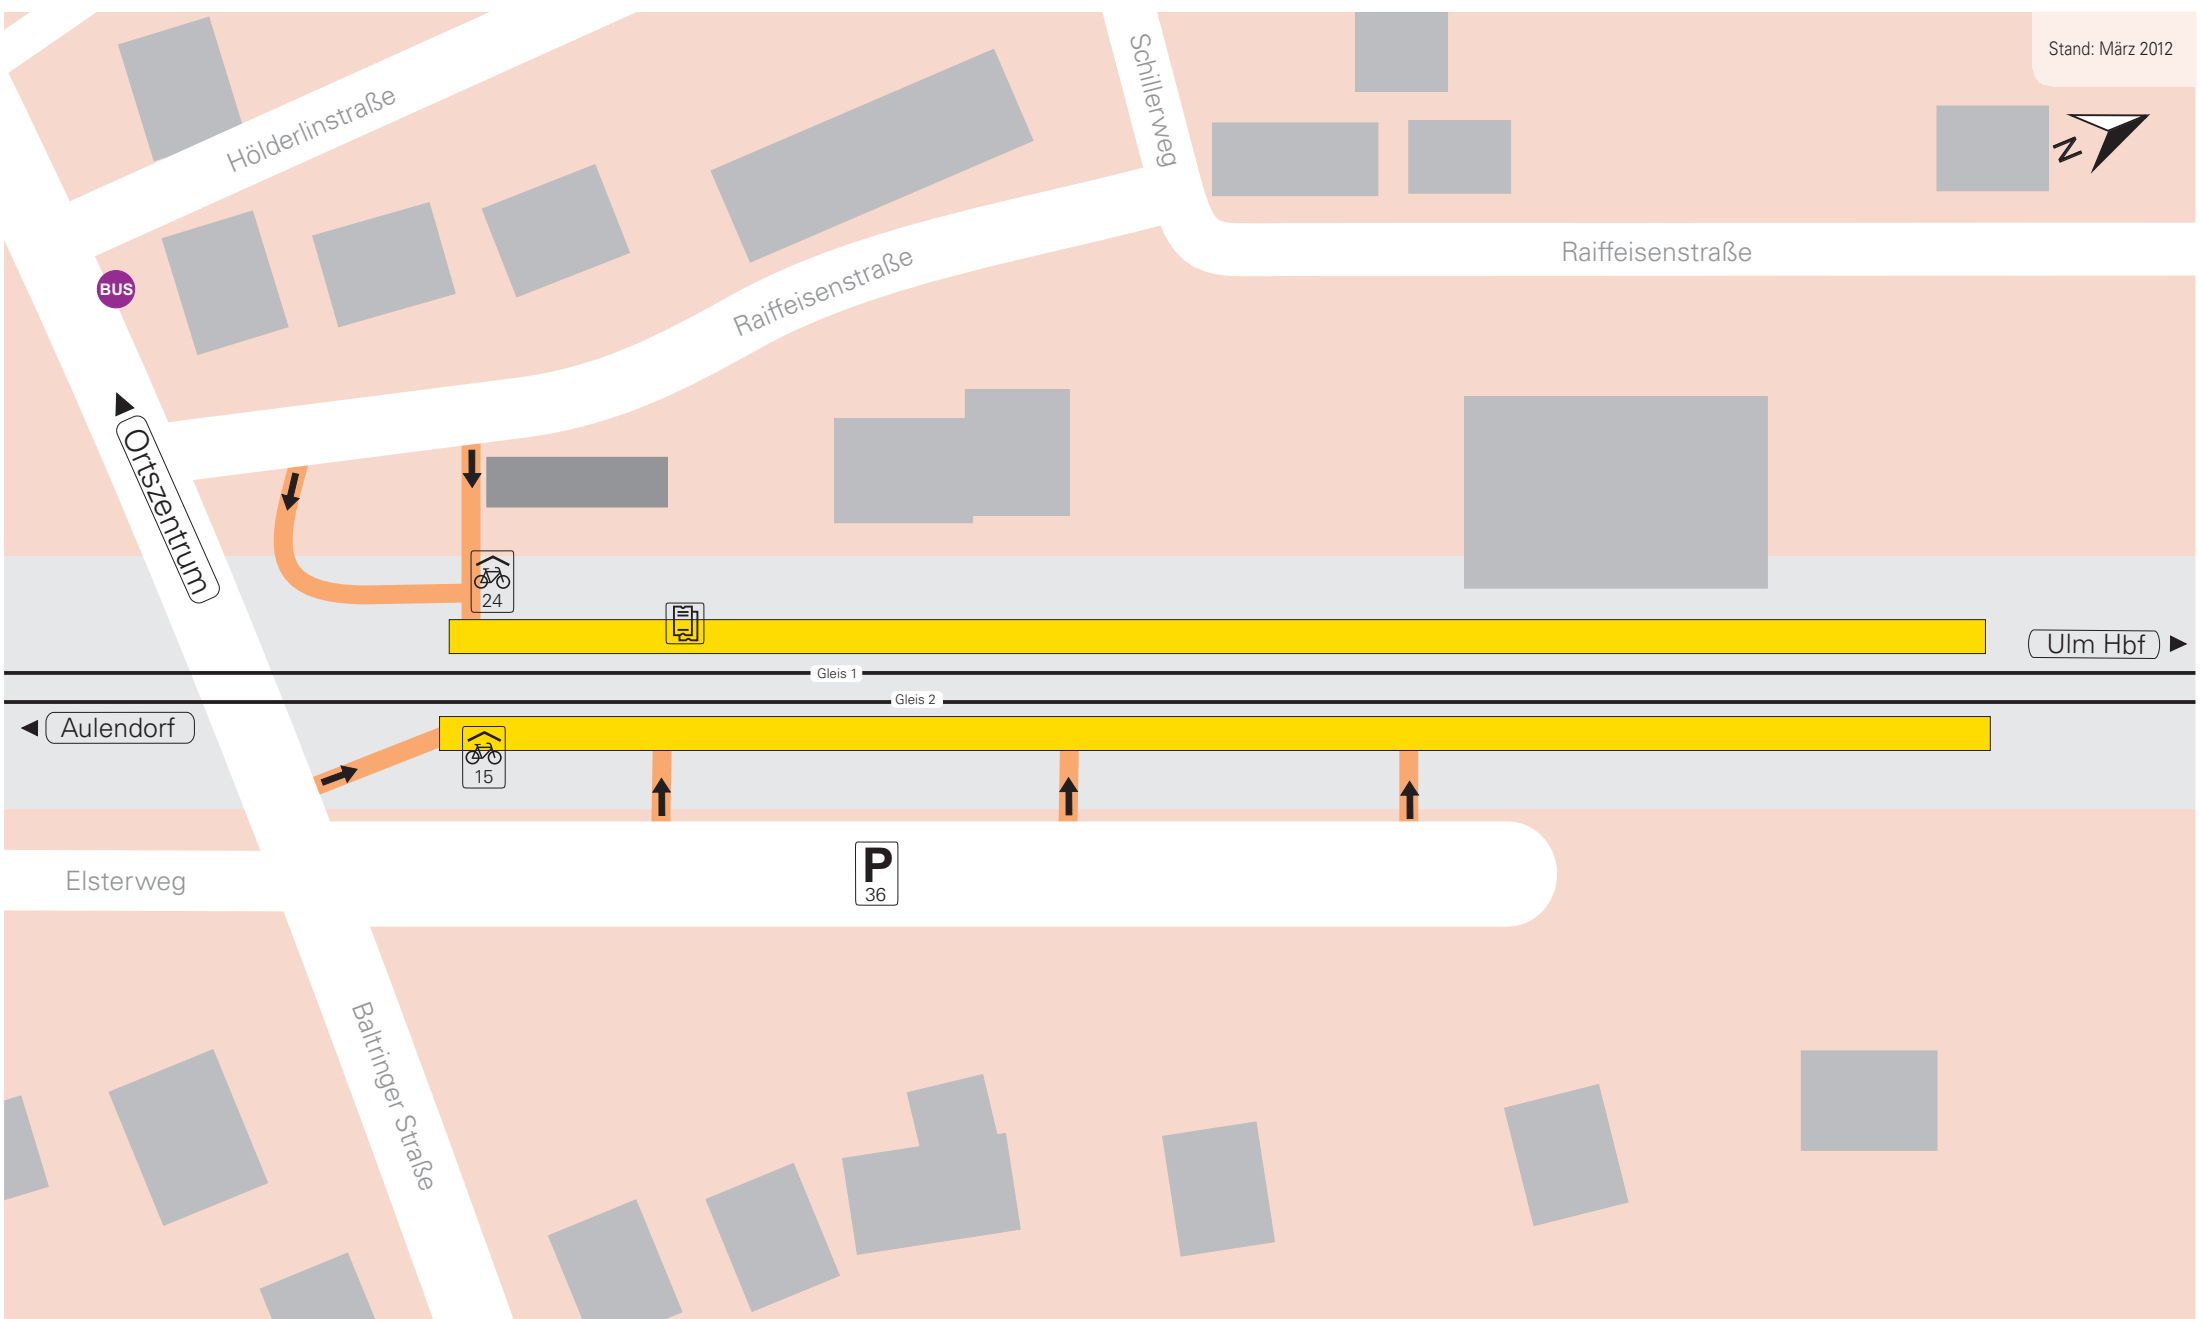 Stand: März 2012
N
Schillerweg
Hölderlinstraße
Raiffeisenstraße
Raiffeisenstraße
BUS
Ortszentrum
24
Ulm Hbf
Gleis 1
Gleis 2
Aulendorf
15
P
36
Elsterweg
Baltringer Straße